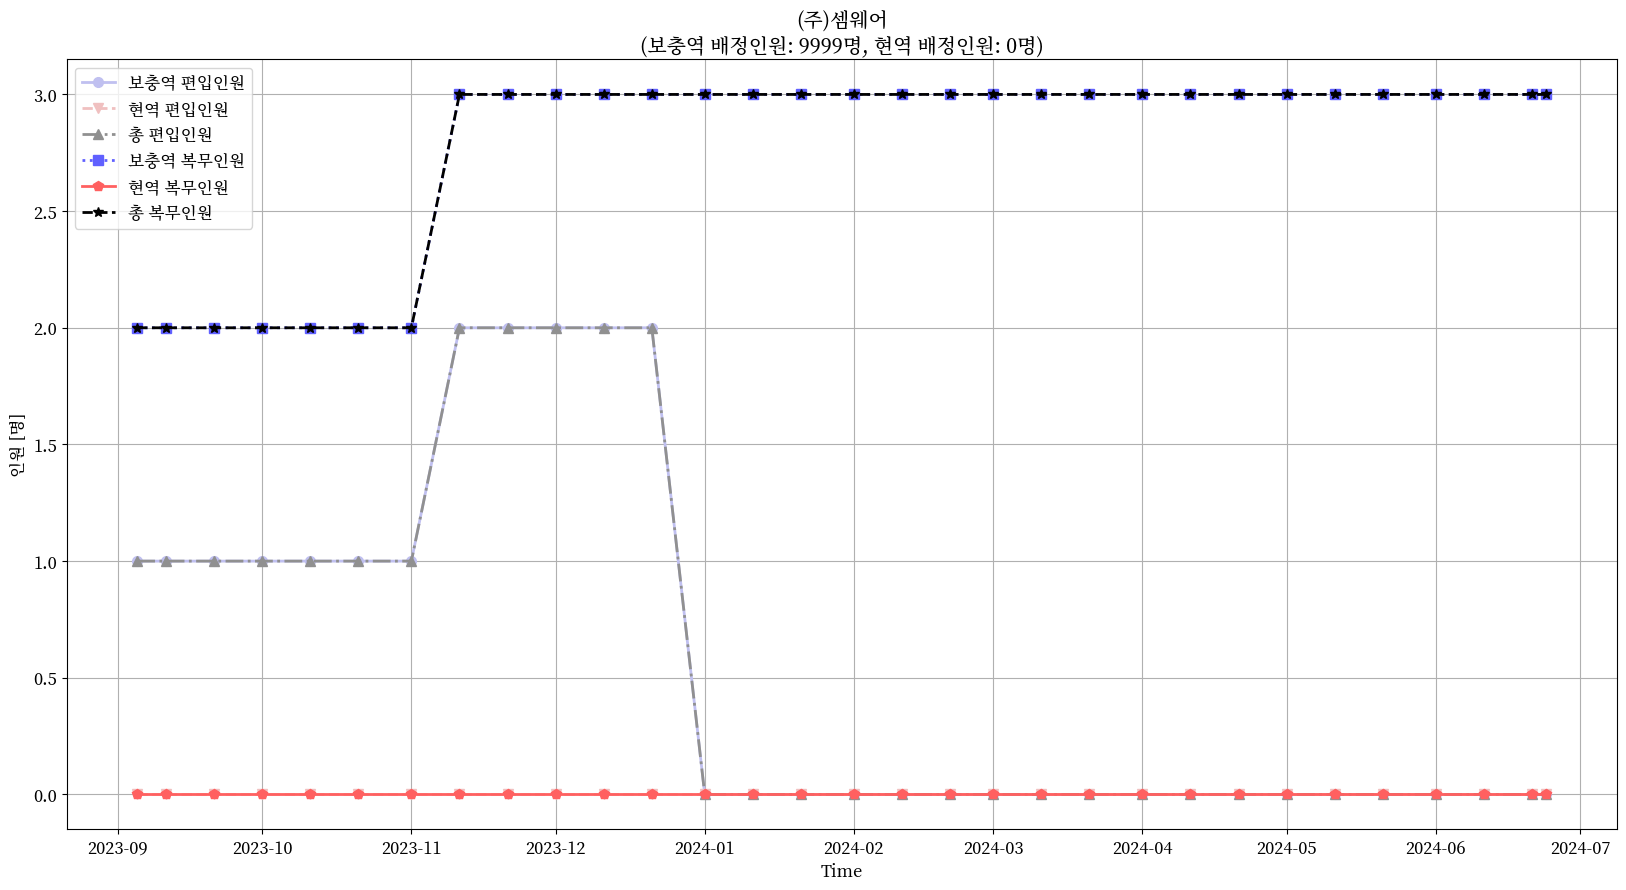 (주)셈웨어
(보충역 배정인원: 9999명, 현역 배정인원: 0명)
보충역 편입인원
현역 편입인원
총 편입인원
보충역 복무인원
현역 복무인원
총 복무인원
인원 [명]
3.0
2.5
2.0
1.5
1.0
0.5
0.0
2023-09
2023-10
2023-11
2023-12
2024-01
2024-02
2024-03
2024-04
2024-05
2024-06
2024-07
Time